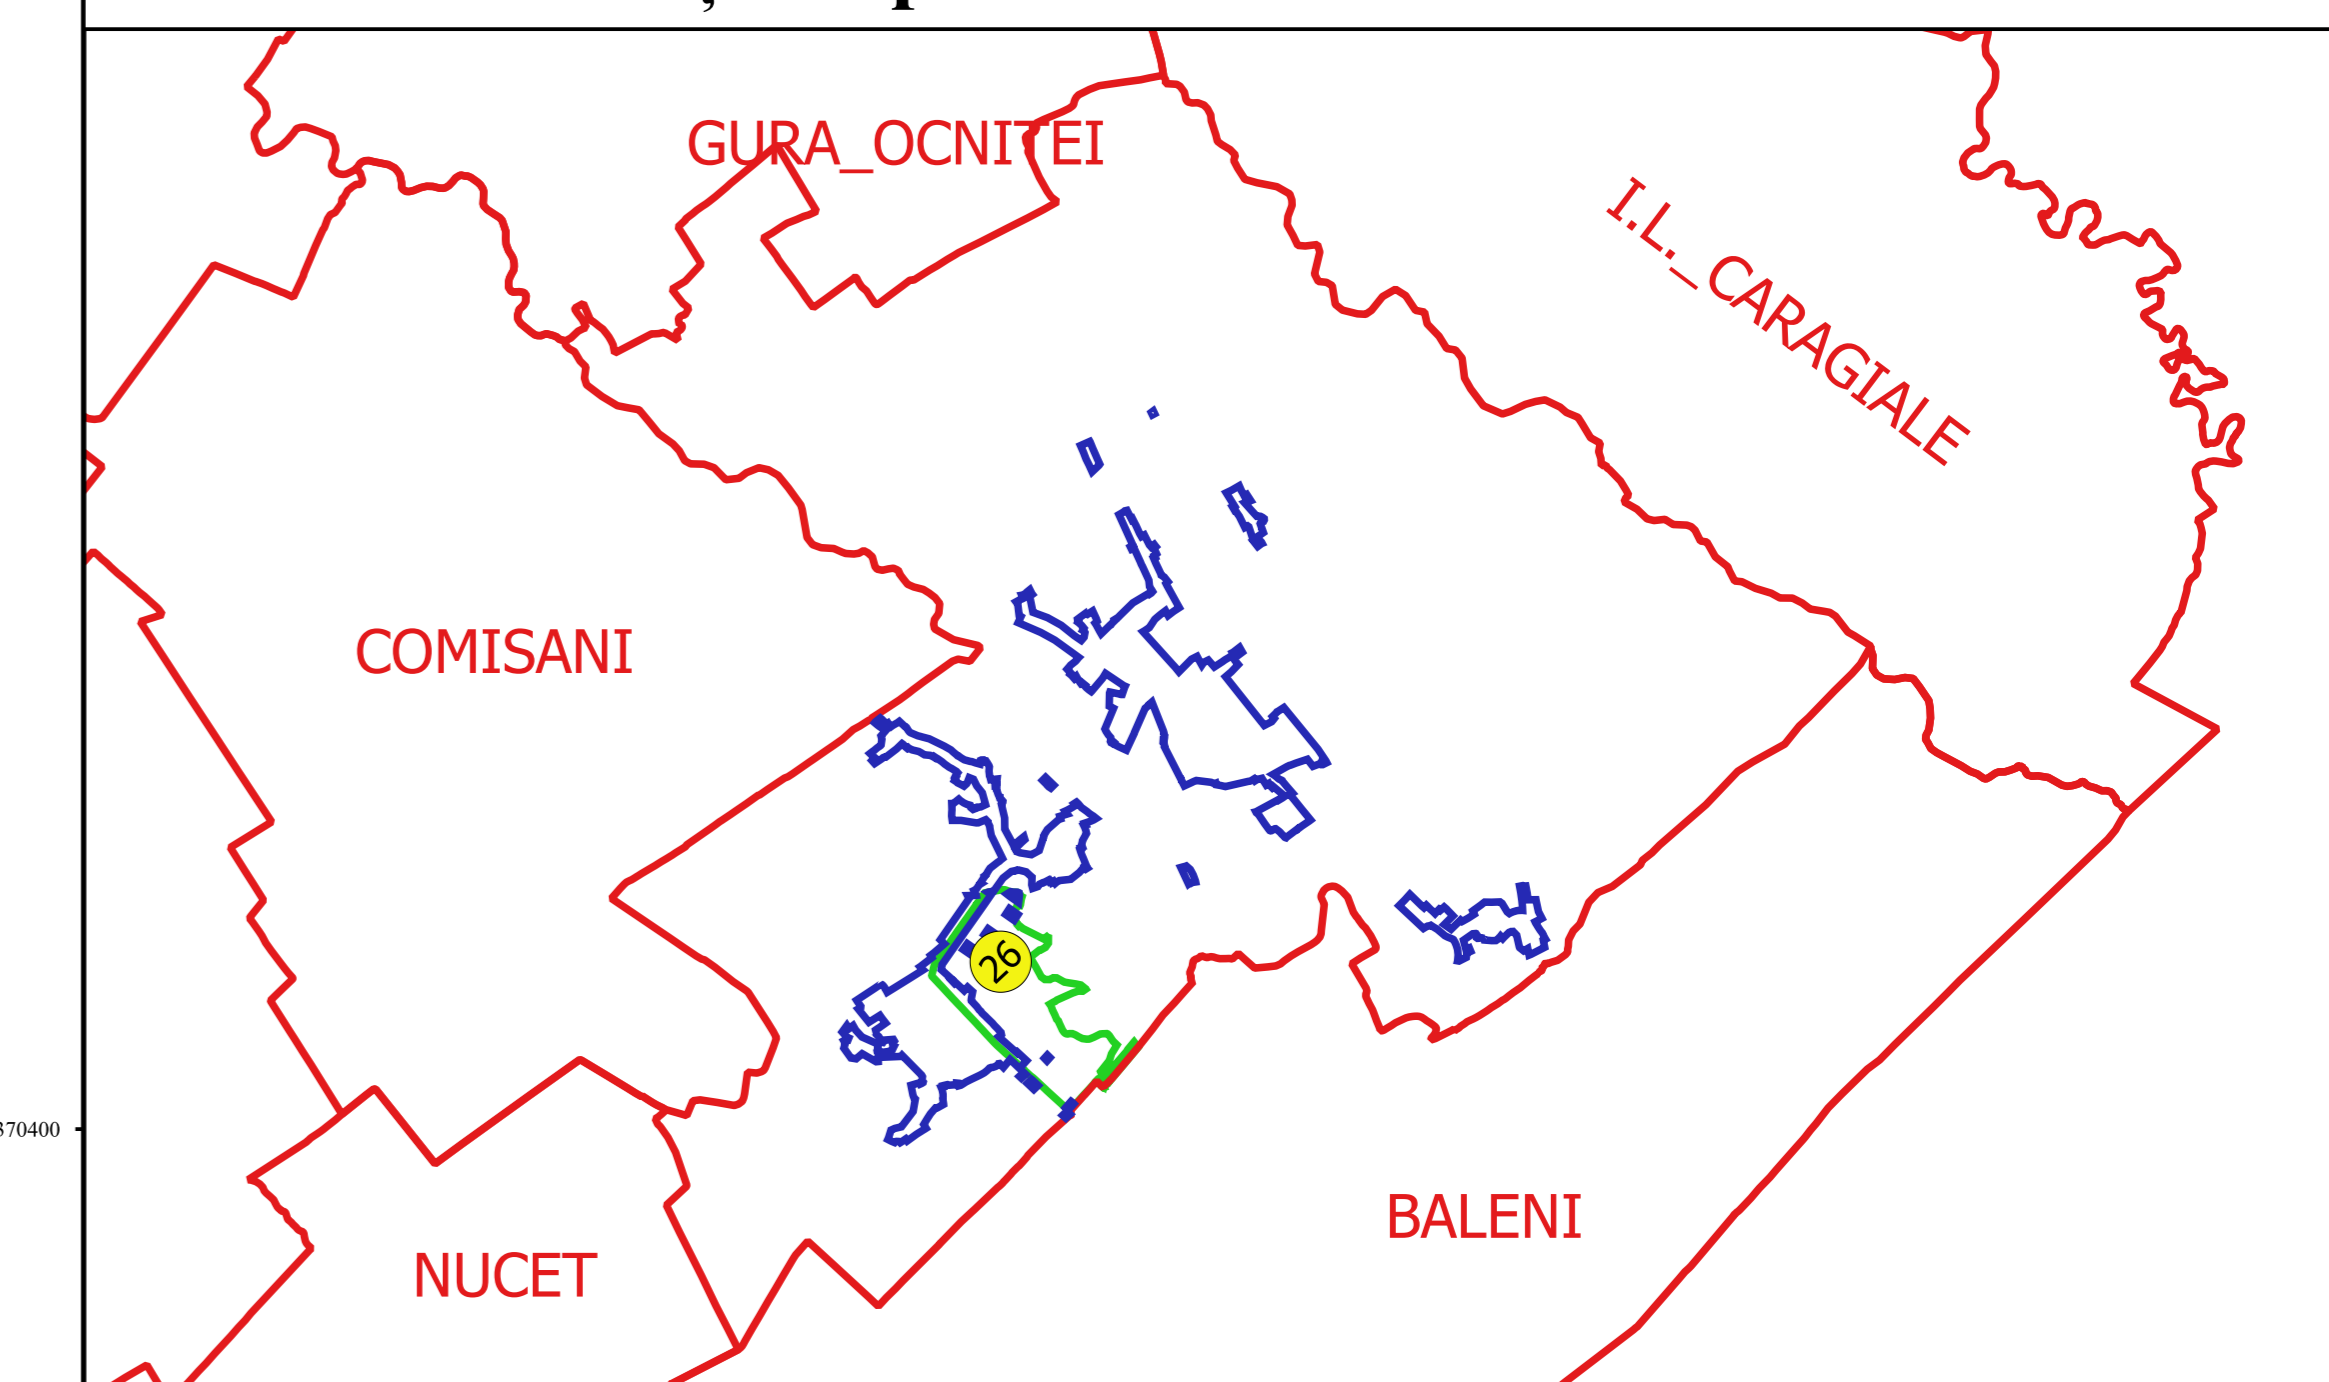 GURA_OCNITEI
I.L._CARAGIALE
COMISANI
26
370400
BALENI
NUCET